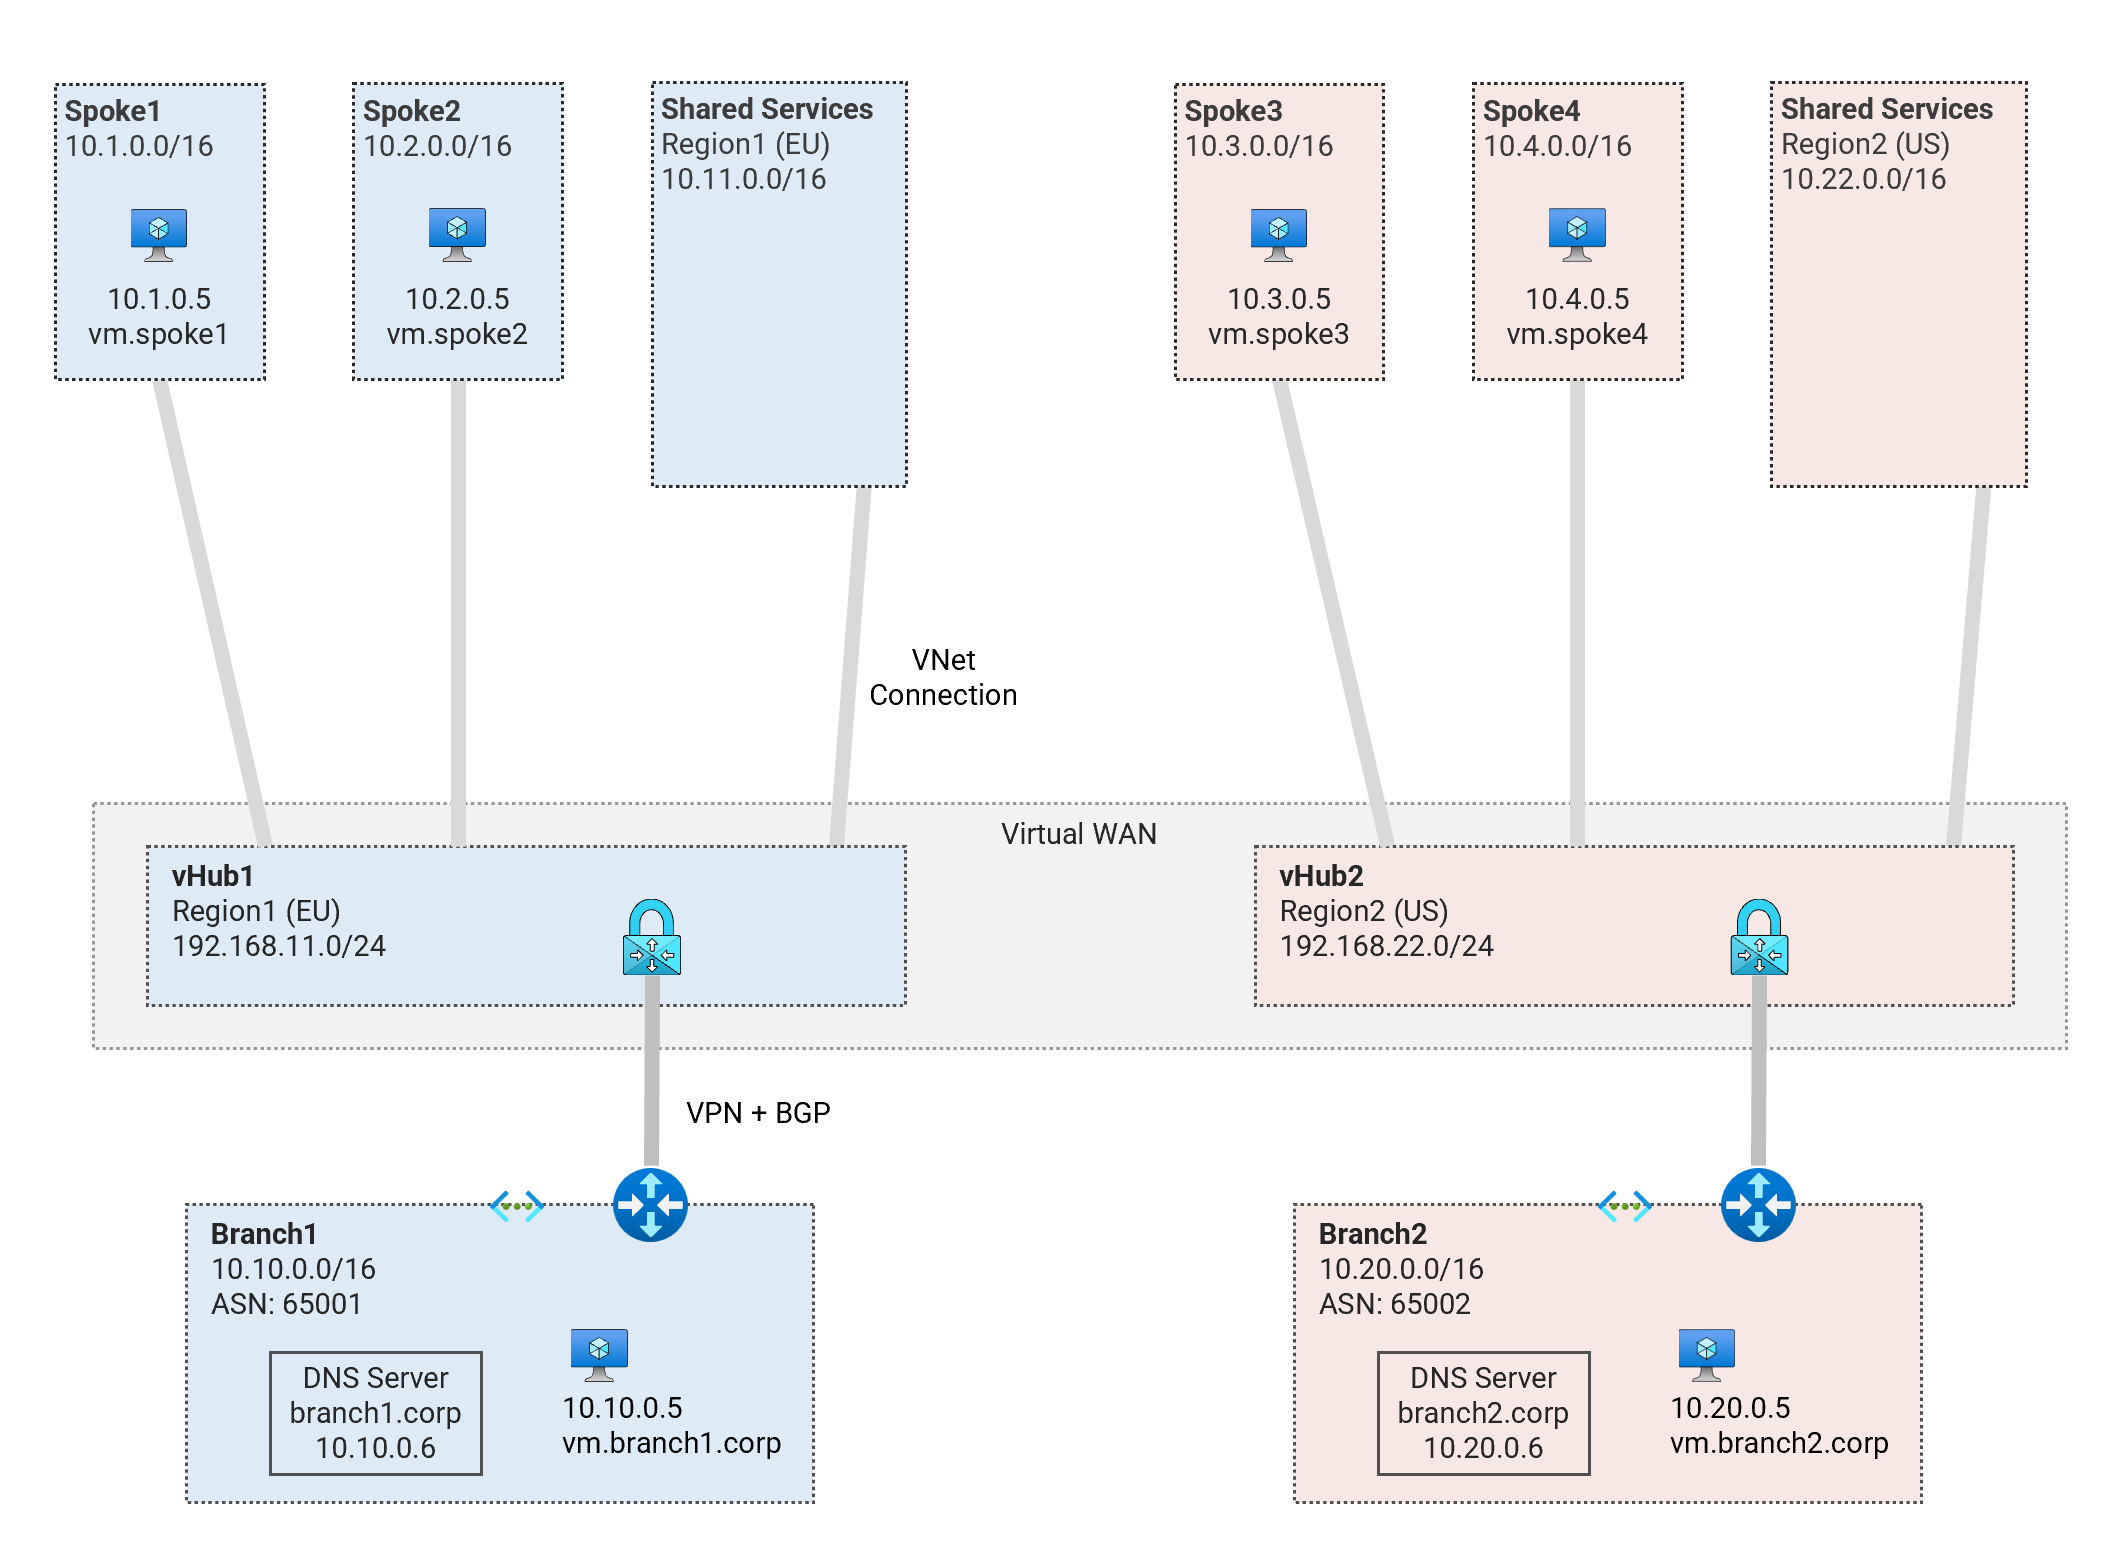 Spoke1
10.1.0.0/16
10.1.0.5
vm.spoke1
Spoke2
10.2.0.0/16
10.2.0.5
vm.spoke2
Shared Services
Region1 (EU)
10.11.0.0/16
Spoke3
10.3.0.0/16
10.3.0.5
vm.spoke3
Spoke4
10.4.0.0/16
10.4.0.5
vm.spoke4
Shared Services
Region2 (US)
10.22.0.0/16
VNet
Connection
Virtual WAN
vHub1
Region1 (EU)
192.168.11.0/24
vHub2
Region2 (US)
192.168.22.0/24
VPN + BGP
Branch1
10.10.0.0/16
ASN: 65001
DNS Server
branch1.corp
10.10.0.6
10.10.0.5
vm.branch1.corp
Branch2
10.20.0.0/16
ASN: 65002
DNS Server
branch2.corp
10.20.0.6
10.20.0.5
vm.branch2.corp